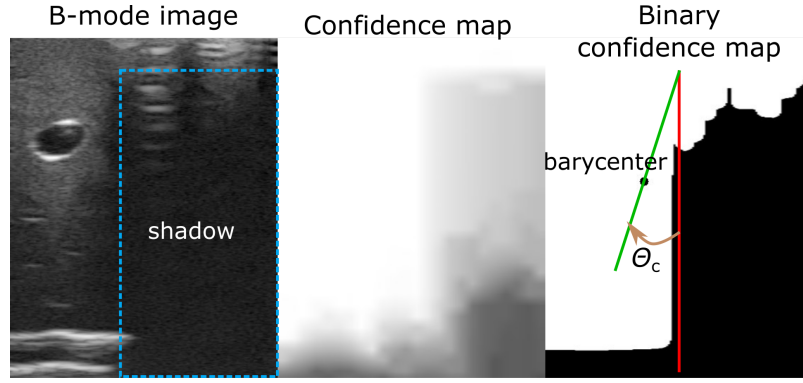 B-mode image
Confidence map
Binary
confidence map
barycenter
shadow
Θc